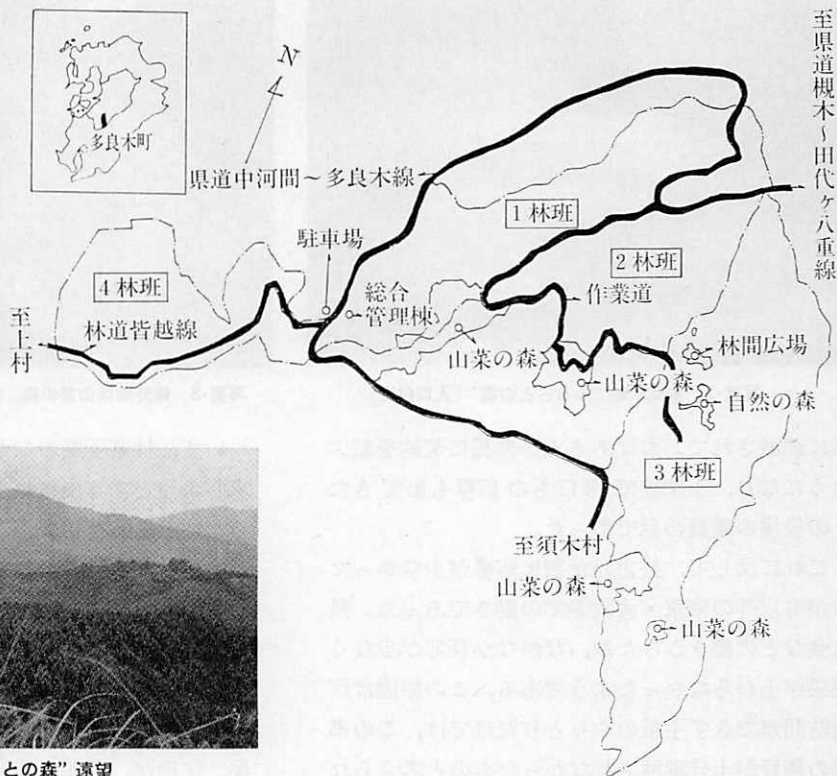 多良木町
N
県道中河間～多良木線
至県道槻木～田代ヶ八重線
1林班
2林班
駐車場
4林班
総合
管理棟
作業道
林道皆越線
至上村
山菜の森
林間広場
山菜の森
自然の森
3林班
至須木村
山菜の森
山菜の森
との森”遠望